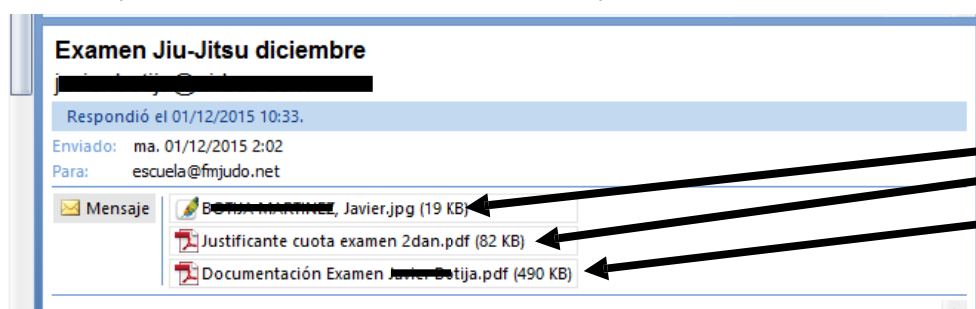 Examen Jiu-Jitsu diciembre
Respondió el 01/12/2015 10:33.
Enviado: ma. 01/12/2015 2:02
Para: escuela@fmjudo.net
Mensaje
, Javier.jpg (19 KB)
Justificante cuota examen 2dan.pdf (82 KB)
Documentación Examen tija.pdf (490 KB)